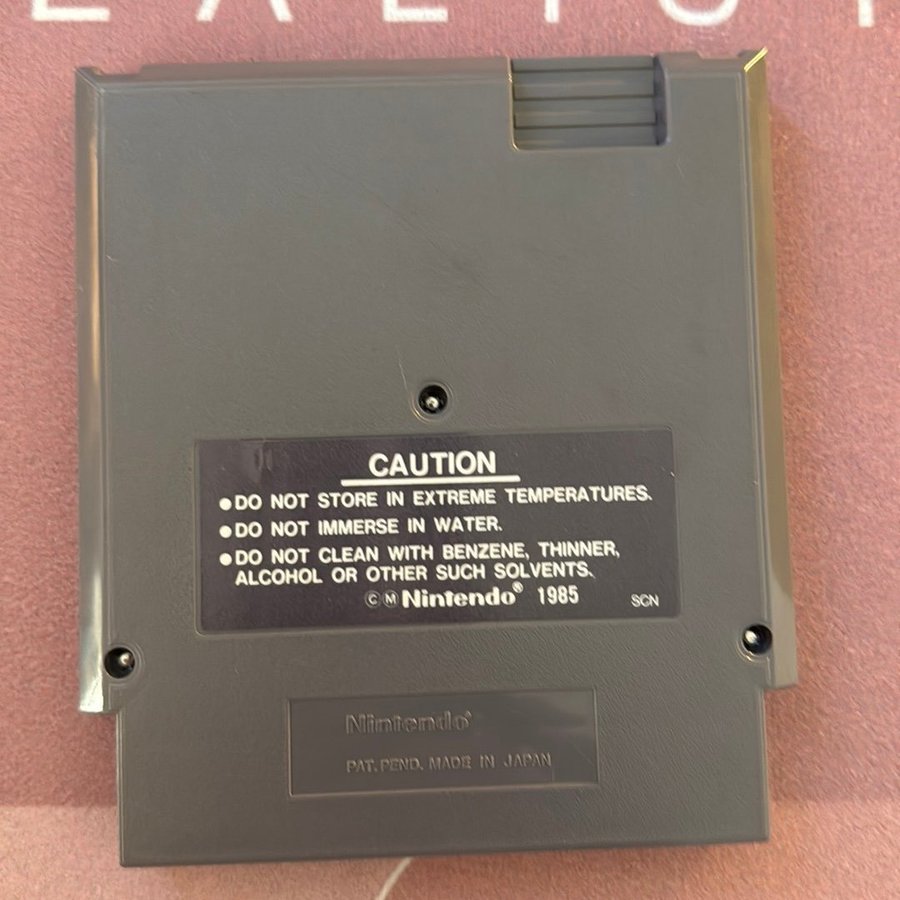 CAUTION
●DO NOT STORE IN EXTREME TEMPERATURES.
●DO NOT IMMERSE IN WATER.
●DO NOT CLEAN WITH BENZENE, THINNER,
ALCOHOL OR OTHER SUCH SOLVENTS.
ⒸⓂNintendo® 1985 SCN
Nintendo®
PAT. PEND. MADE IN JAPAN